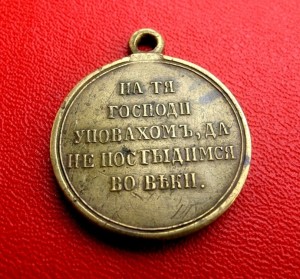 НА ТЯ
ГОСПОДИ
УПОВАХОМЪ, ДА
НЕ ПОСТЫДИМСЯ
ВО ВѢКИ.